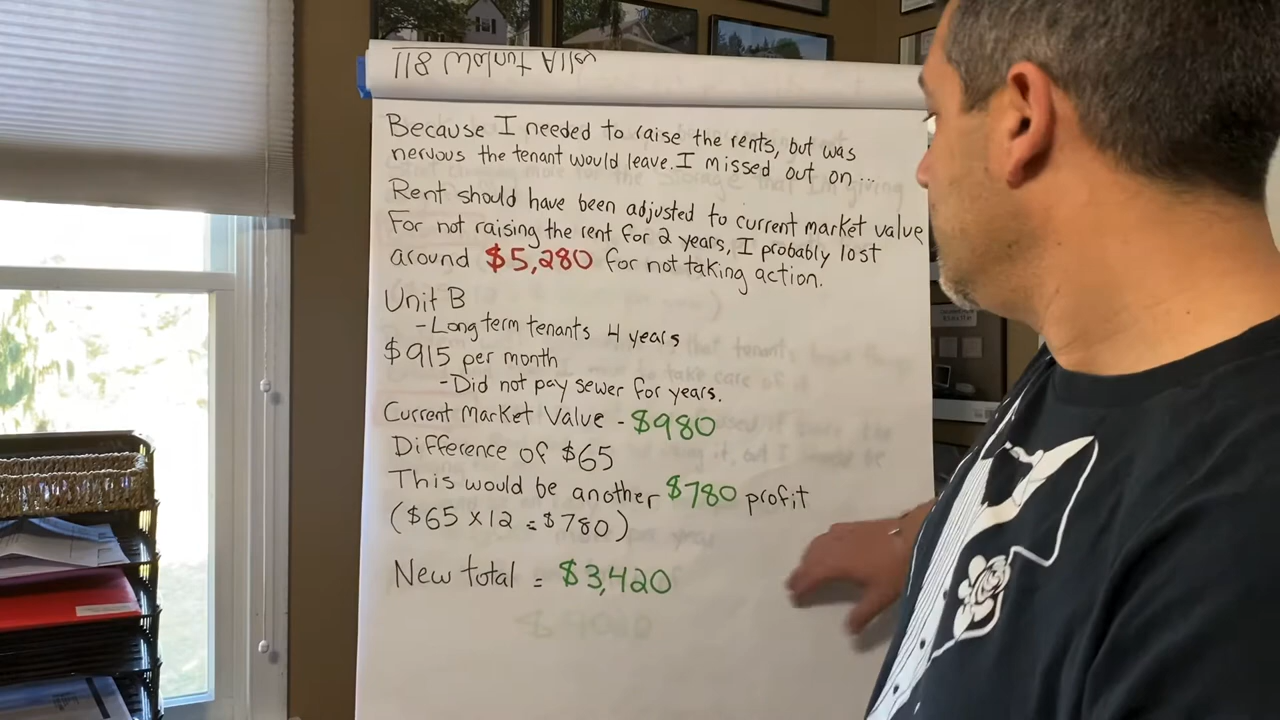 118 Walnut Villa
Because I needed to raise the rents, but was
nervous the tenant would leave. I missed out on...
Rent should have been adjusted to current market value
For not raising the rent for 2 years, I probably lost
around $5,280 for not taking action.
Unit B
- Long term tenants 4 years
$915 per month
- Did not pay sewer for years.
Current Market Value - $980
Difference of $65
This would be another $780 profit
($65 x 12 = $780)
New total = $3,420